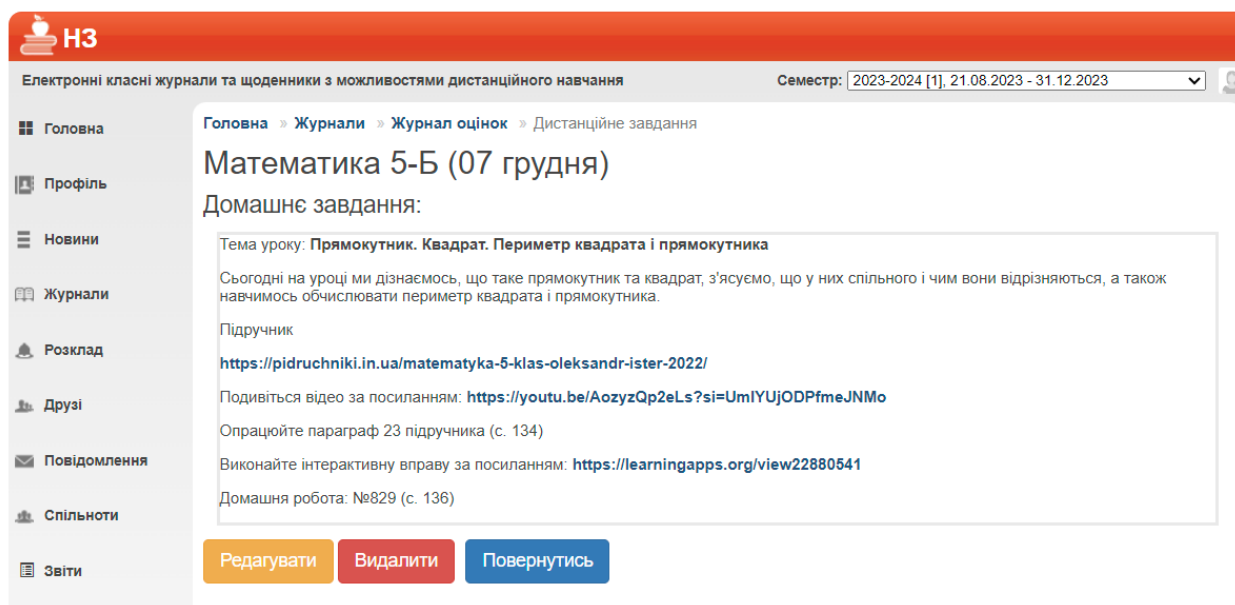 НЗ
Електронні класні журнали та щоденники з можливостями дистанційного навчання
Семестр: 2023-2024 [1], 21.08.2023 - 31.12.2023
Головна
Профіль
Новини
Журнали
Розклад
Друзі
Повідомлення
Спільноти
Звіти
Головна » Журнали » Журнал оцінок » Дистанційне завдання
Математика 5-Б (07 грудня)
Домашнє завдання:
Тема уроку: Прямокутник. Квадрат. Периметр квадрата і прямокутника
Сьогодні на уроці ми дізнаємось, що таке прямокутник та квадрат, з'ясуємо, що у них спільного і чим вони відрізняються, а також
навчимось обчислювати периметр квадрата і прямокутника.
Підручник
https://pidruchniki.in.ua/matematyka-5-klas-oleksandr-ister-2022/
Подивіться відео за посиланням: https://youtu.be/AozyzQp2eLs?si=UmIYUjODPfmeJNMo
Опрацюйте параграф 23 підручника (с. 134)
Виконайте інтерактивну вправу за посиланням: https://learningapps.org/view22880541
Домашня робота: №829 (с. 136)
Редагувати
Видалити
Повернутись